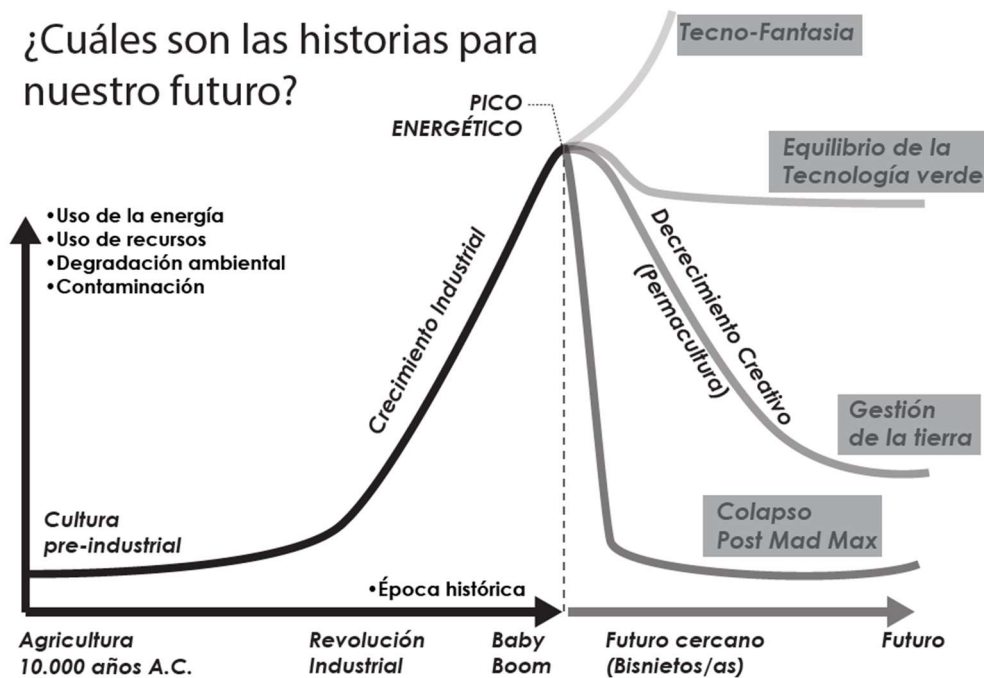 ¿Cuáles son las historias para
nuestro futuro?
Tecno-Fantasia
PICO
ENERGÉTICO
Equilibrio de la
Tecnología verde
•Uso de la energía
•Uso de recursos
•Degradación ambiental
•Contaminación
Crecimiento Industrial
Decrecimiento Creativo
(Permacultura)
Gestión
de la tierra
Cultura
pre-industrial
Colapso
Post Mad Max
•Época histórica
Agricultura
10.000 años A.C.
Revolución
Industrial
Baby
Boom
Futuro cercano
(Bisnietos/as)
Futuro